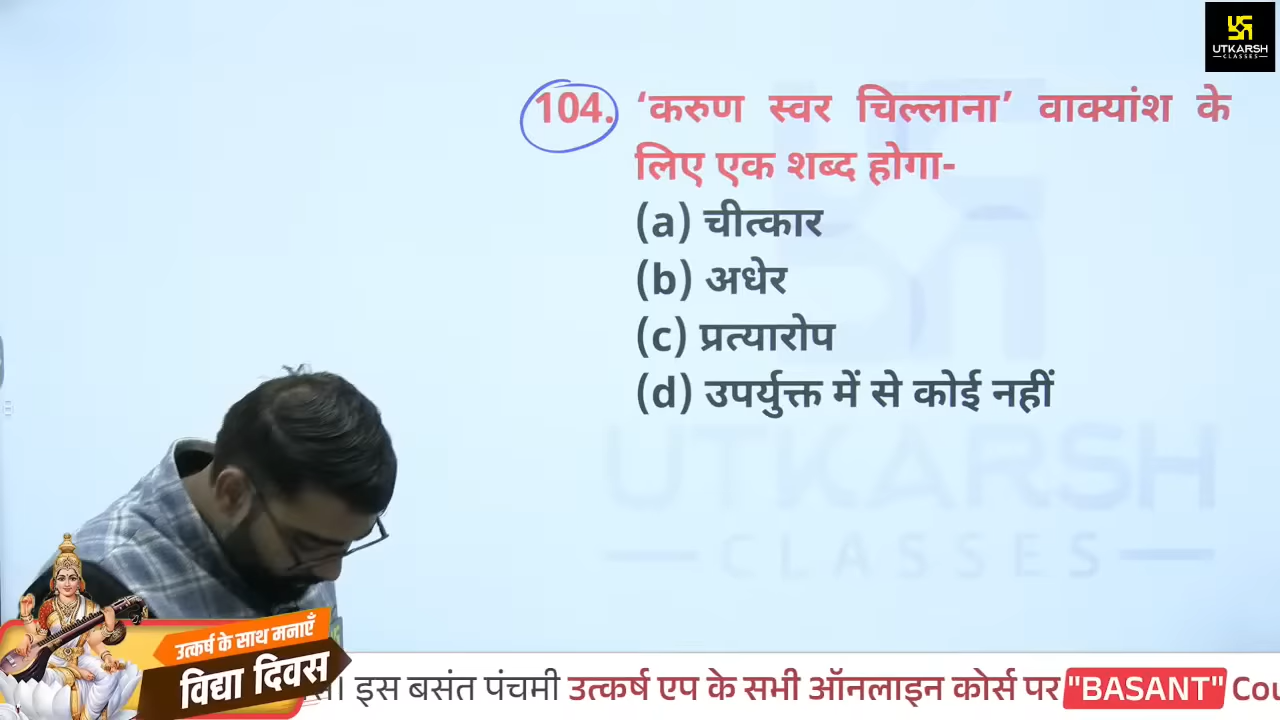 UTKARSH
CLASSES
104. ‘करुण स्वर चिल्लाना’ वाक्यांश के
लिए एक शब्द होगा-
(a) चीत्कार
(b) अधेर
(c) प्रत्यारोप
(d) उपर्युक्त में से कोई नहीं
UTKARSH
CLASSES
उत्कर्ष के साथ मनाएँ
विद्या दिवस
इस बसंत पंचमी उत्कर्ष एप के सभी ऑनलाइन कोर्स पर "BASANT" Cou